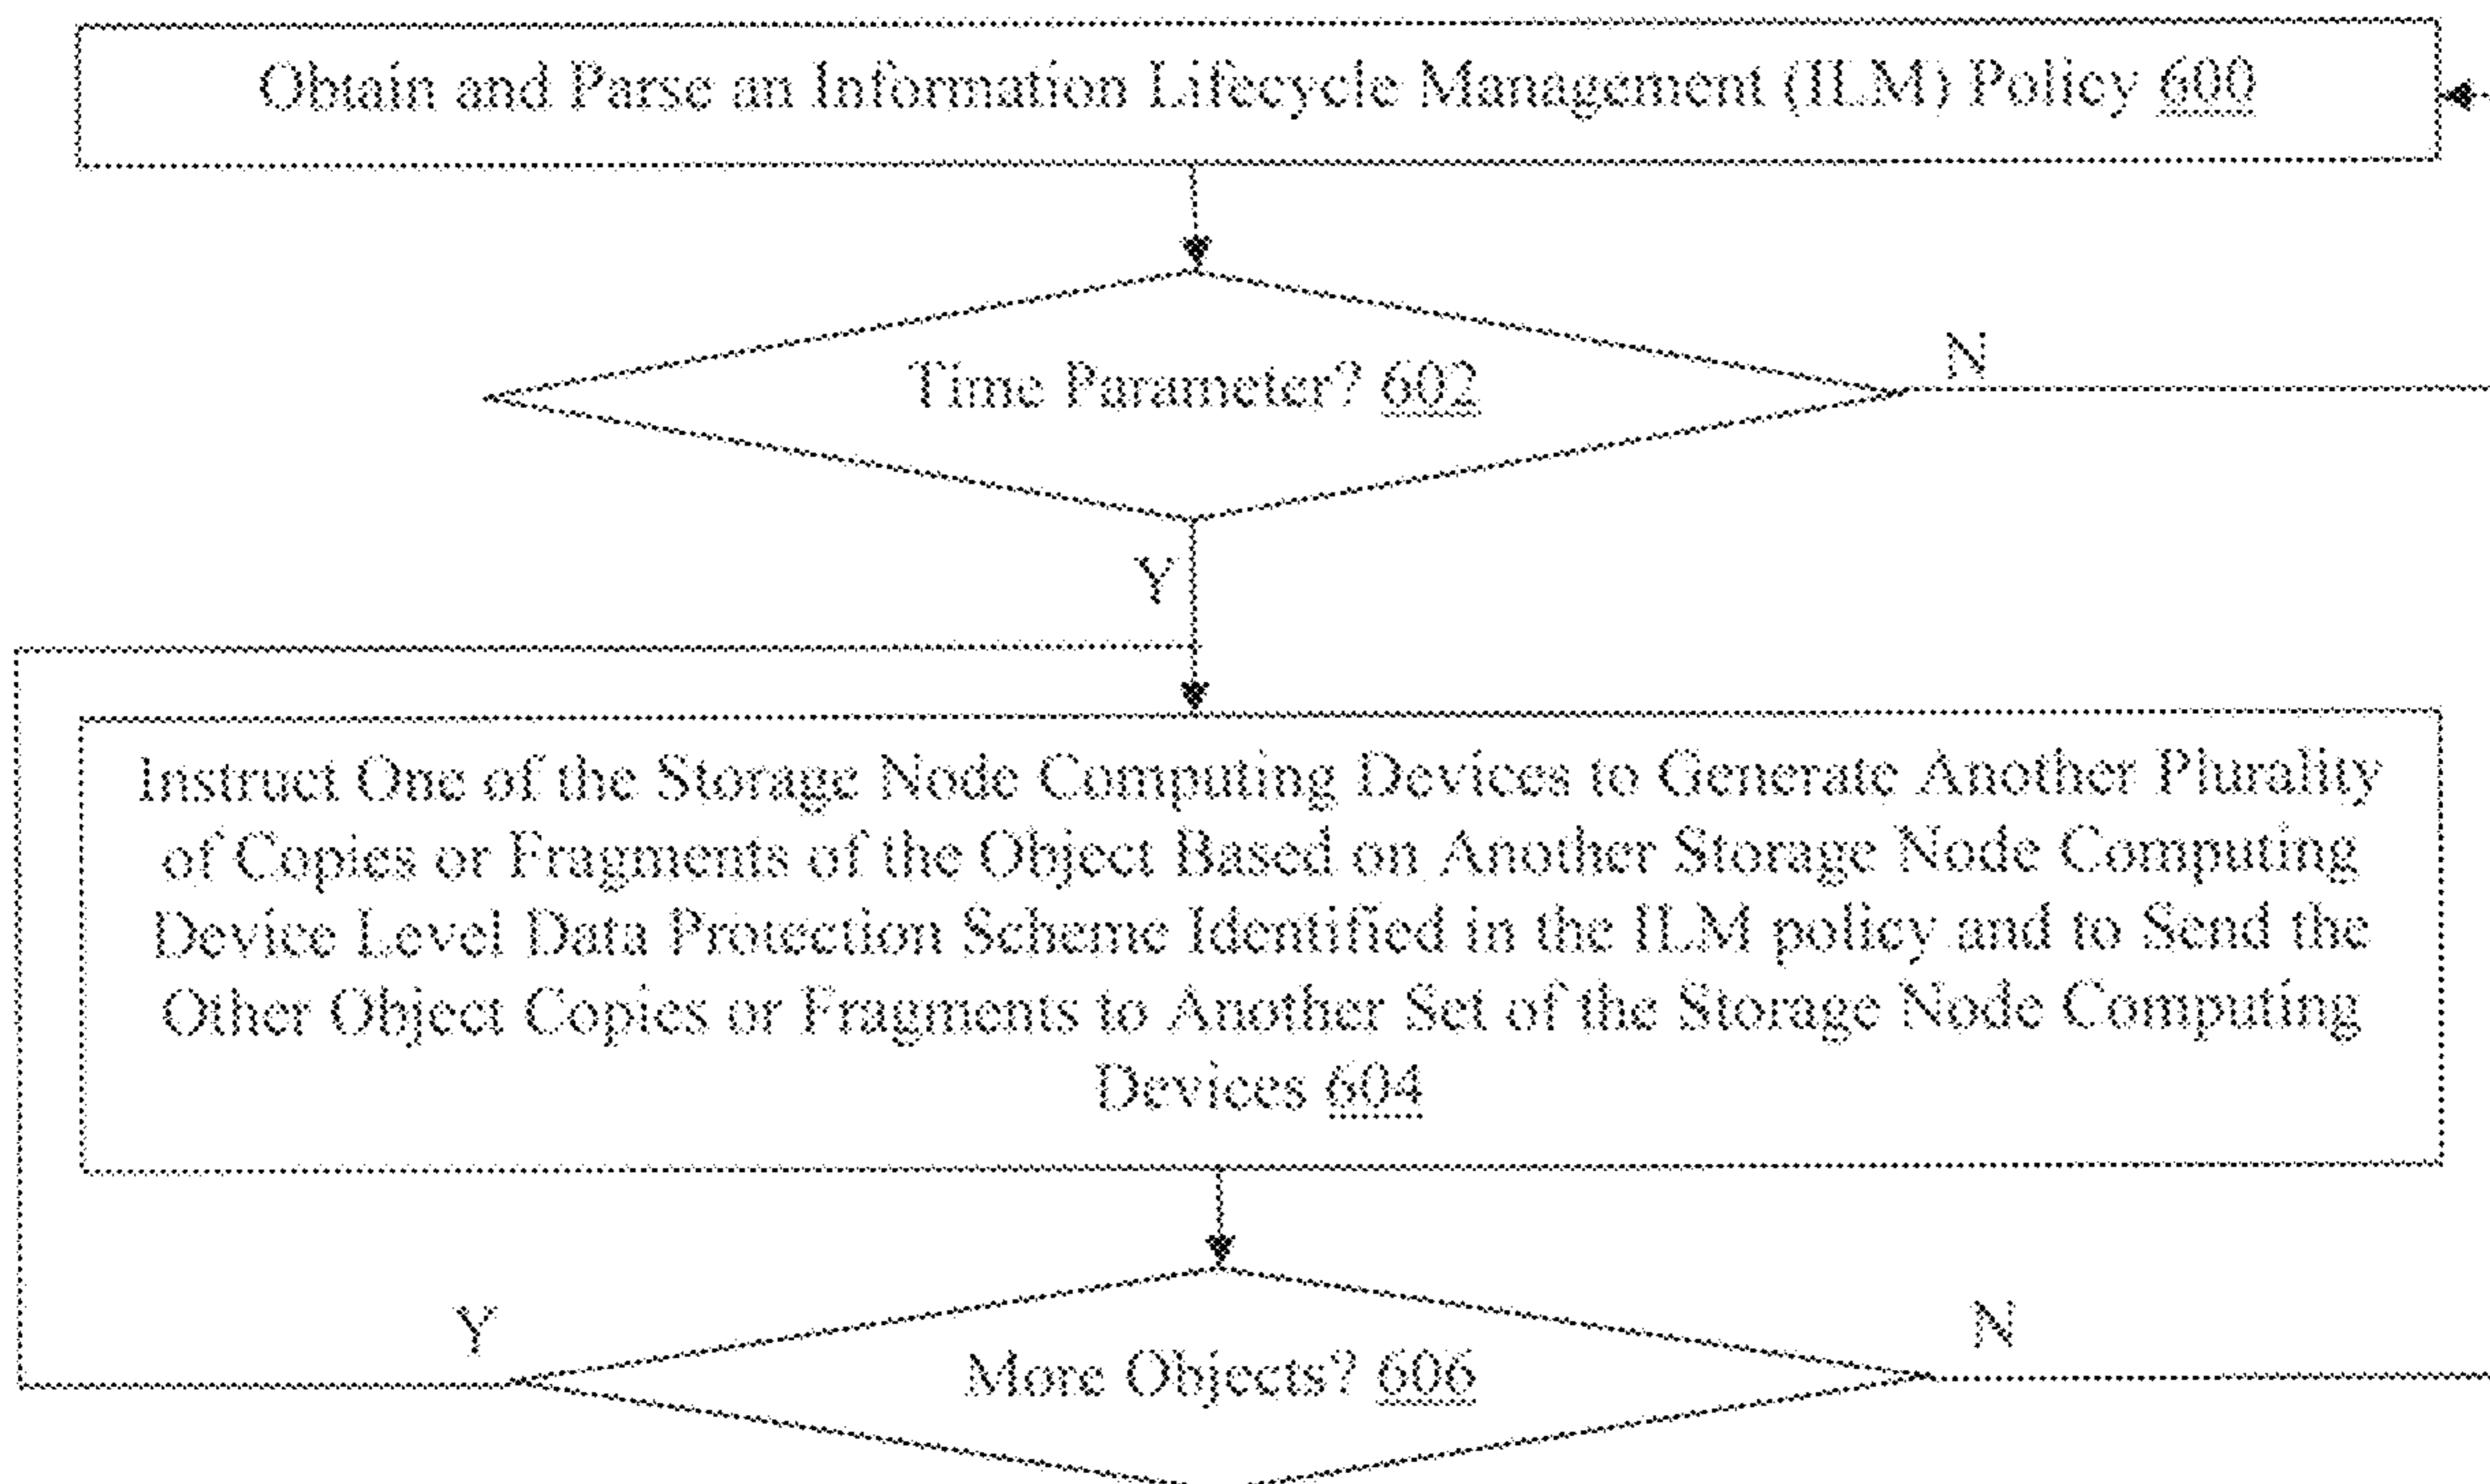 Obtain and Parse an Information Lifecycle Management (ILM) Policy 600
Time Parameter? 602
N
Y
Instruct One of the Storage Node Computing Devices to Generate Another Plurality
of Copies or Fragments of the Object Based on Another Storage Node Computing
Device Level Data Protection Scheme Identified in the ILM policy and to Send the
Other Object Copies or Fragments to Another Set of the Storage Node Computing
Devices 604
Y
N
More Objects? 606